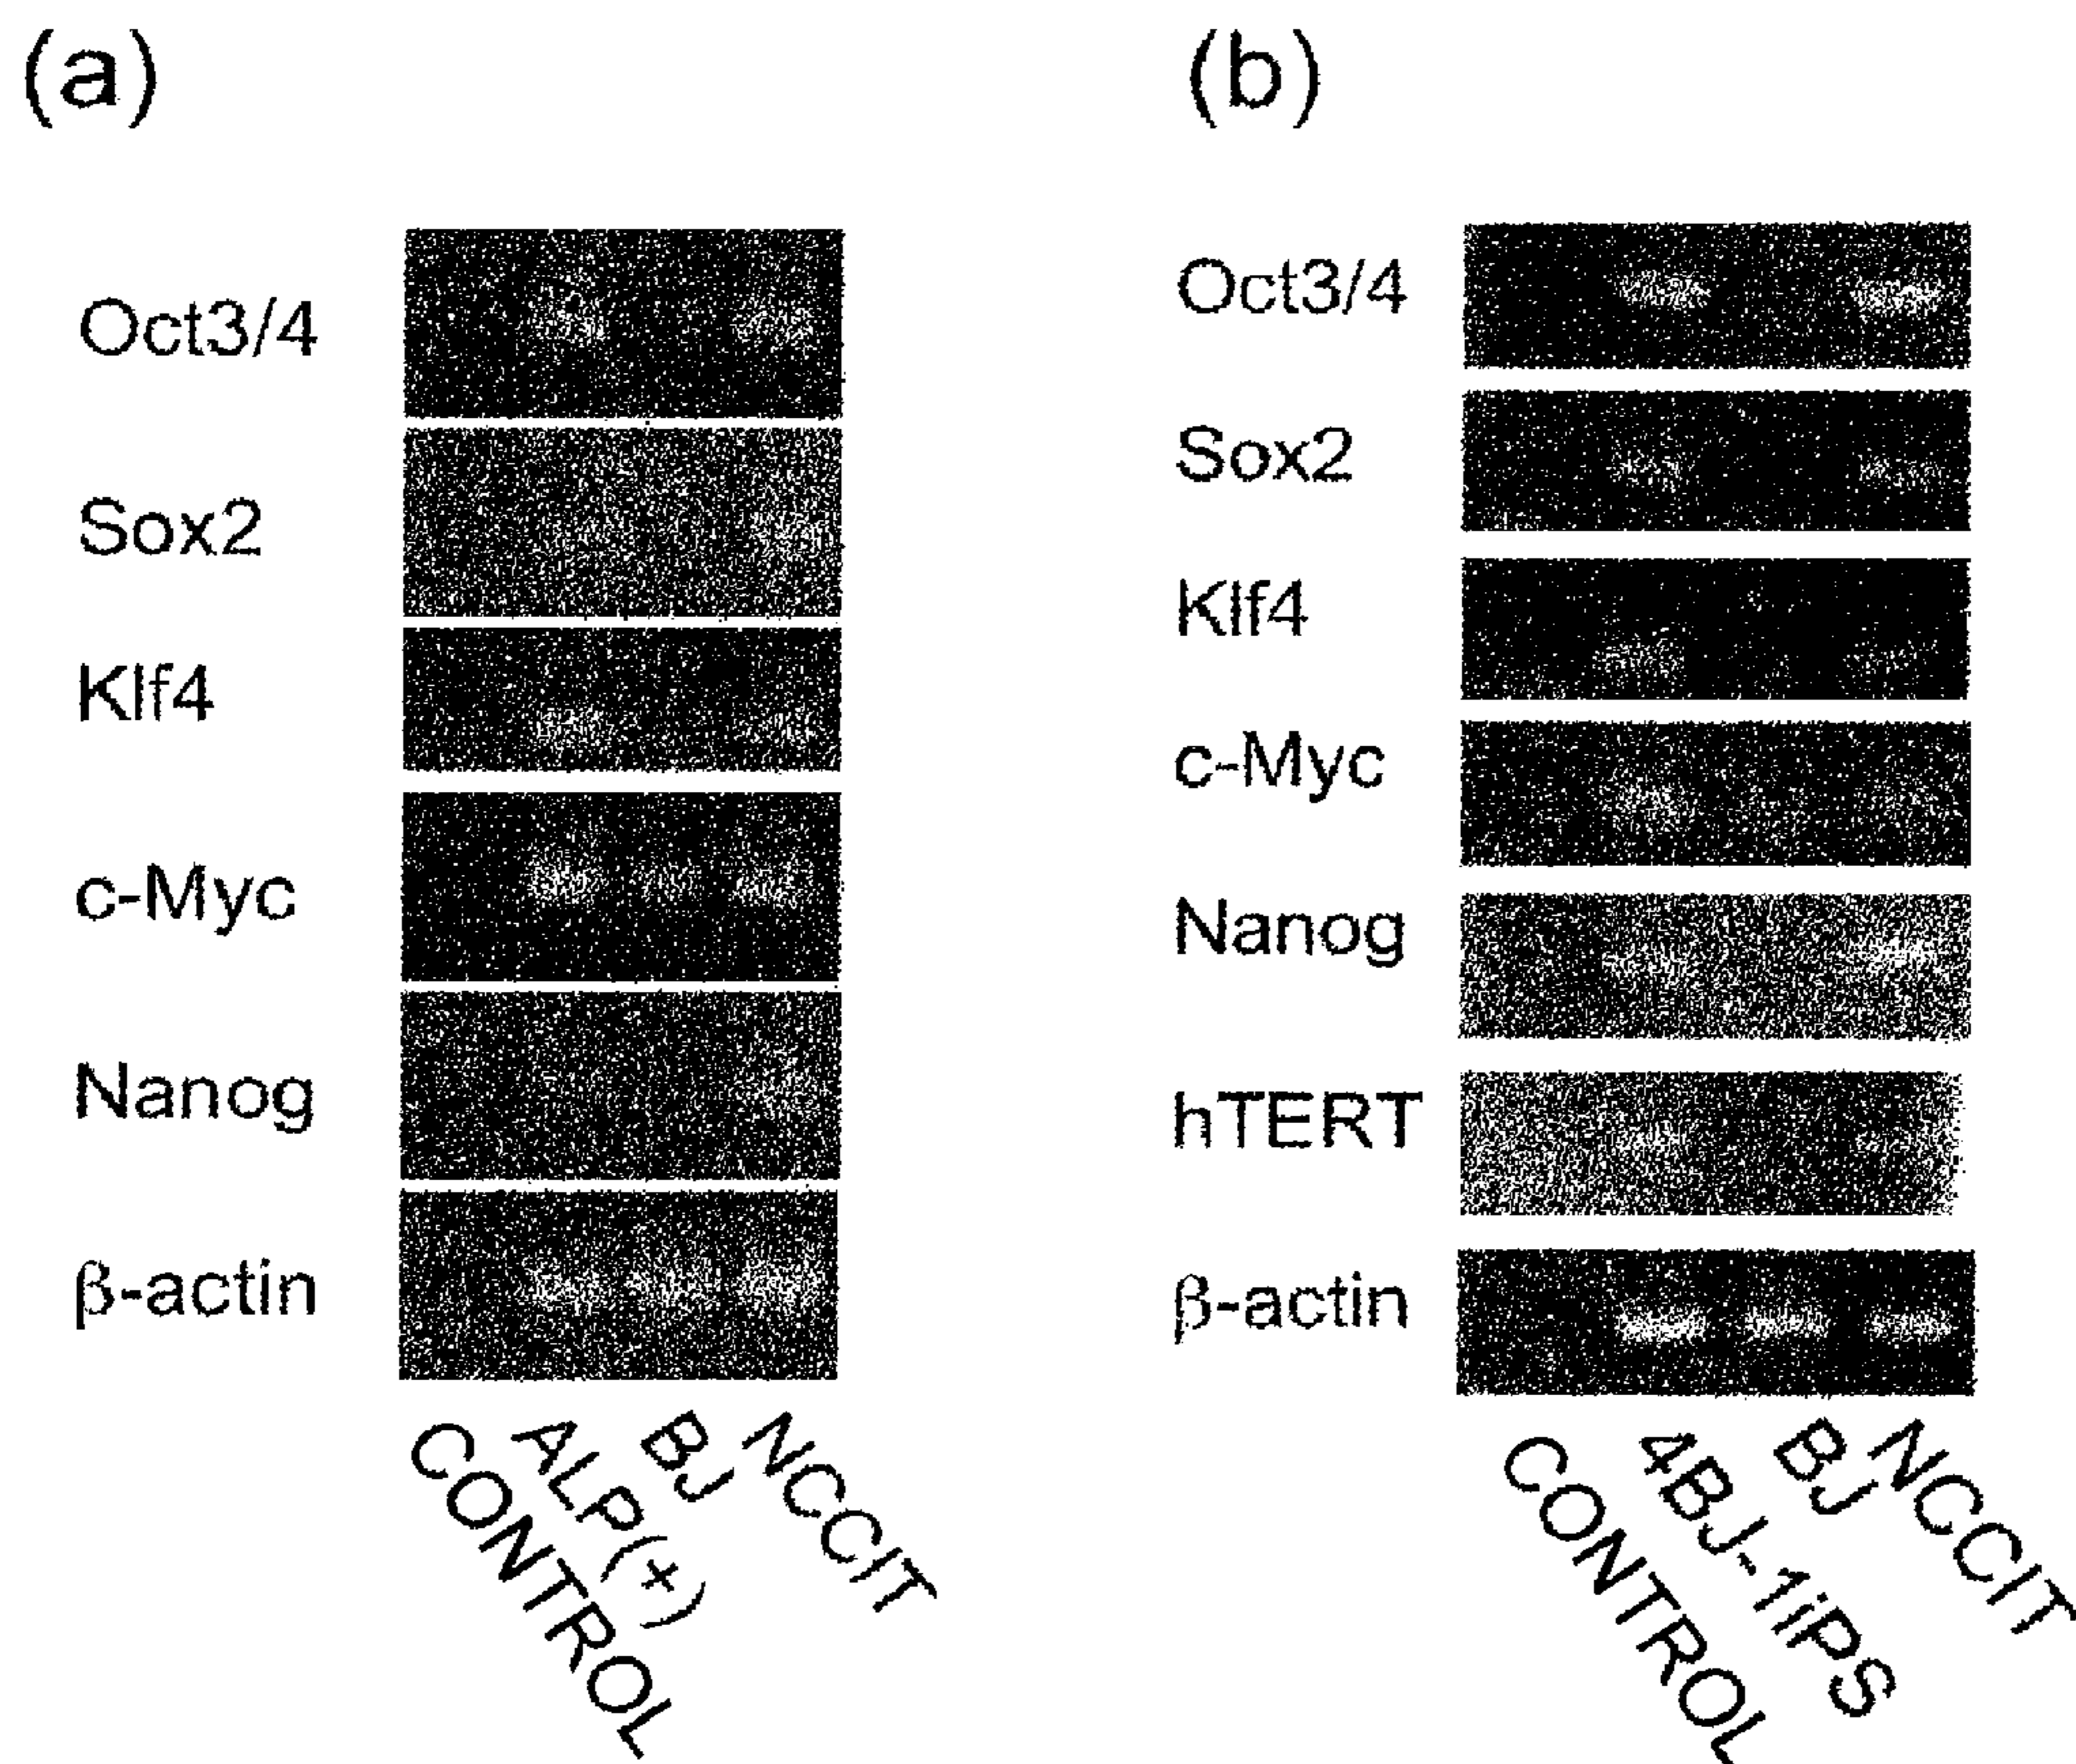 (a)
Oct3/4
Sox2
Klf4
c-Myc
Nanog
β-actin
CONTROL
ALP(+)
BJ
NCCIT
(b)
Oct3/4
Sox2
Klf4
c-Myc
Nanog
hTERT
β-actin
CONTROL
4BJ-1iPS
BJ
NCCIT